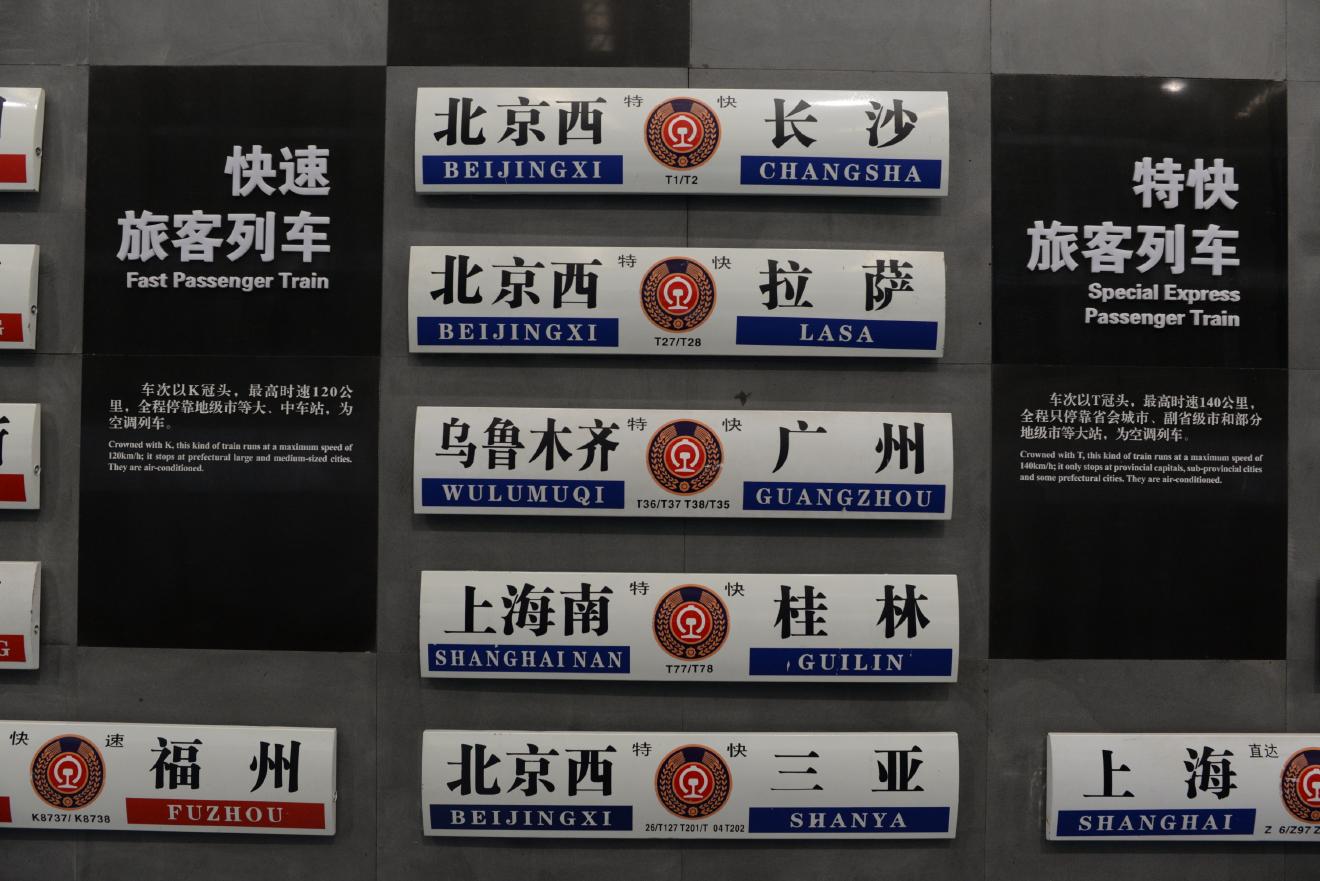 快速
旅客列车
Fast Passenger Train
车次以K冠头，最高时速120公
里，全程停靠地级市等大、中车站，为
空调列车。
Crowned with K, this kind of train runs at a maximum speed of
120km/h; it stops at prefectural large and medium-sized cities.
They are air-conditioned.
快 速
福 州
K8737/ K8738
FUZHOU
北京西 特 快 长 沙
BEIJINGXI T1/T2 CHANGSHA
北京西 特 快 拉 萨
BEIJINGXI T27/T28 LASA
乌鲁木齐 特 快 广 州
WULUMUQI T36/T37 T38/T35 GUANGZHOU
上海南 特 快 桂 林
SHANGHAI NAN T77/T78 GUILIN
北京西 特 快 三 亚
BEIJINGXI 26/T127 T201/T 04 T202 SHANYA
特快
旅客列车
Special Express
Passenger Train
车次以T冠头，最高时速140公里，
全程只停靠省会城市、副省级市和部分
地级市等大站，为空调列车。
Crowned with T, this kind of train runs at a maximum speed of
140km/h; it only stops at provincial capitals, sub-provincial cities
and some prefectural cities. They are air-conditioned.
上 海 直达
SHANGHAI Z 6/Z97